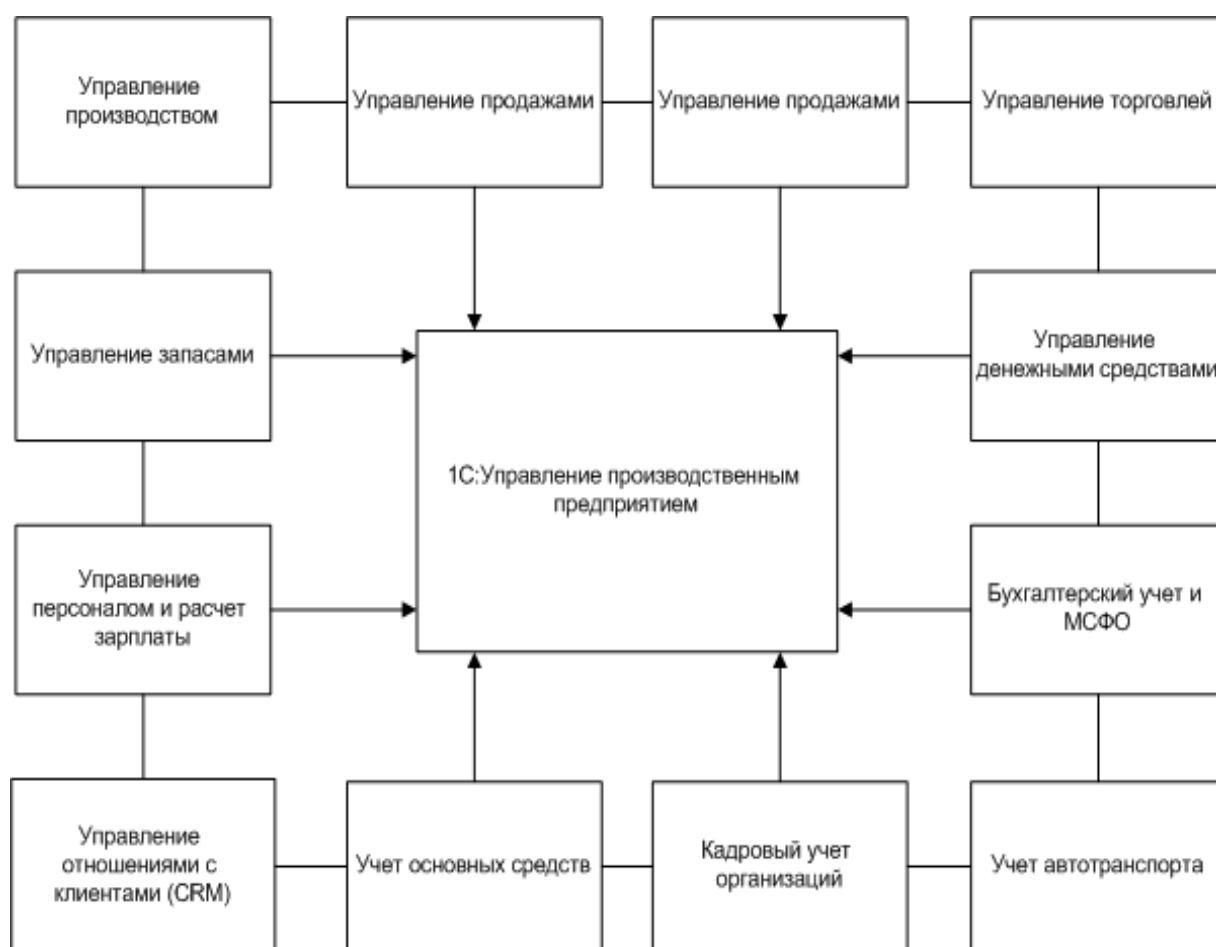 Управление
производством
Управление продажами
Управление продажами
Управление торговлей
Управление запасами
Управление
денежными средствами
1С:Управление производственным
предприятием
Управление
персоналом и расчет
зарплаты
Бухгалтерский учет и
МСФО
Управление
отношениями с
клиентами (CRM)
Учет основных средств
Кадровый учет
организаций
Учет автотранспорта